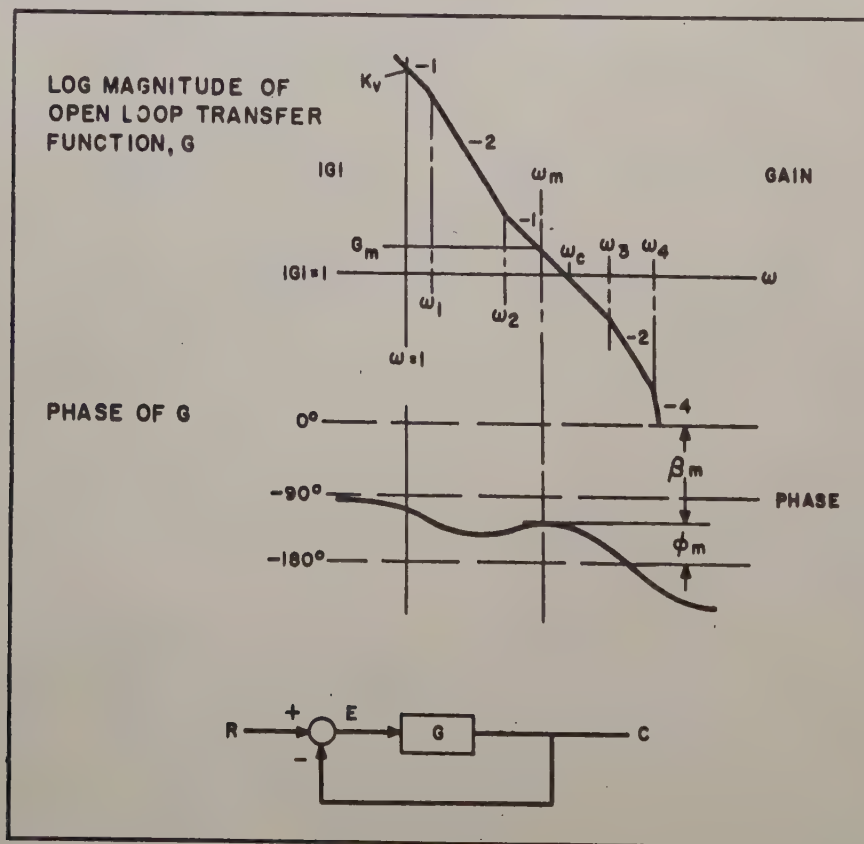 LOG MAGNITUDE OF
OPEN LOOP TRANSFER
FUNCTION, G
Kv
-1
-2
|G|
ωm
GAIN
-1
Gm
ωc
ω3
ω4
|G|=1
ω
ω1
ω2
-2
ω=1
-4
PHASE OF G
0°
βm
-90°
PHASE
φm
-180°
R
+
E
G
C
-